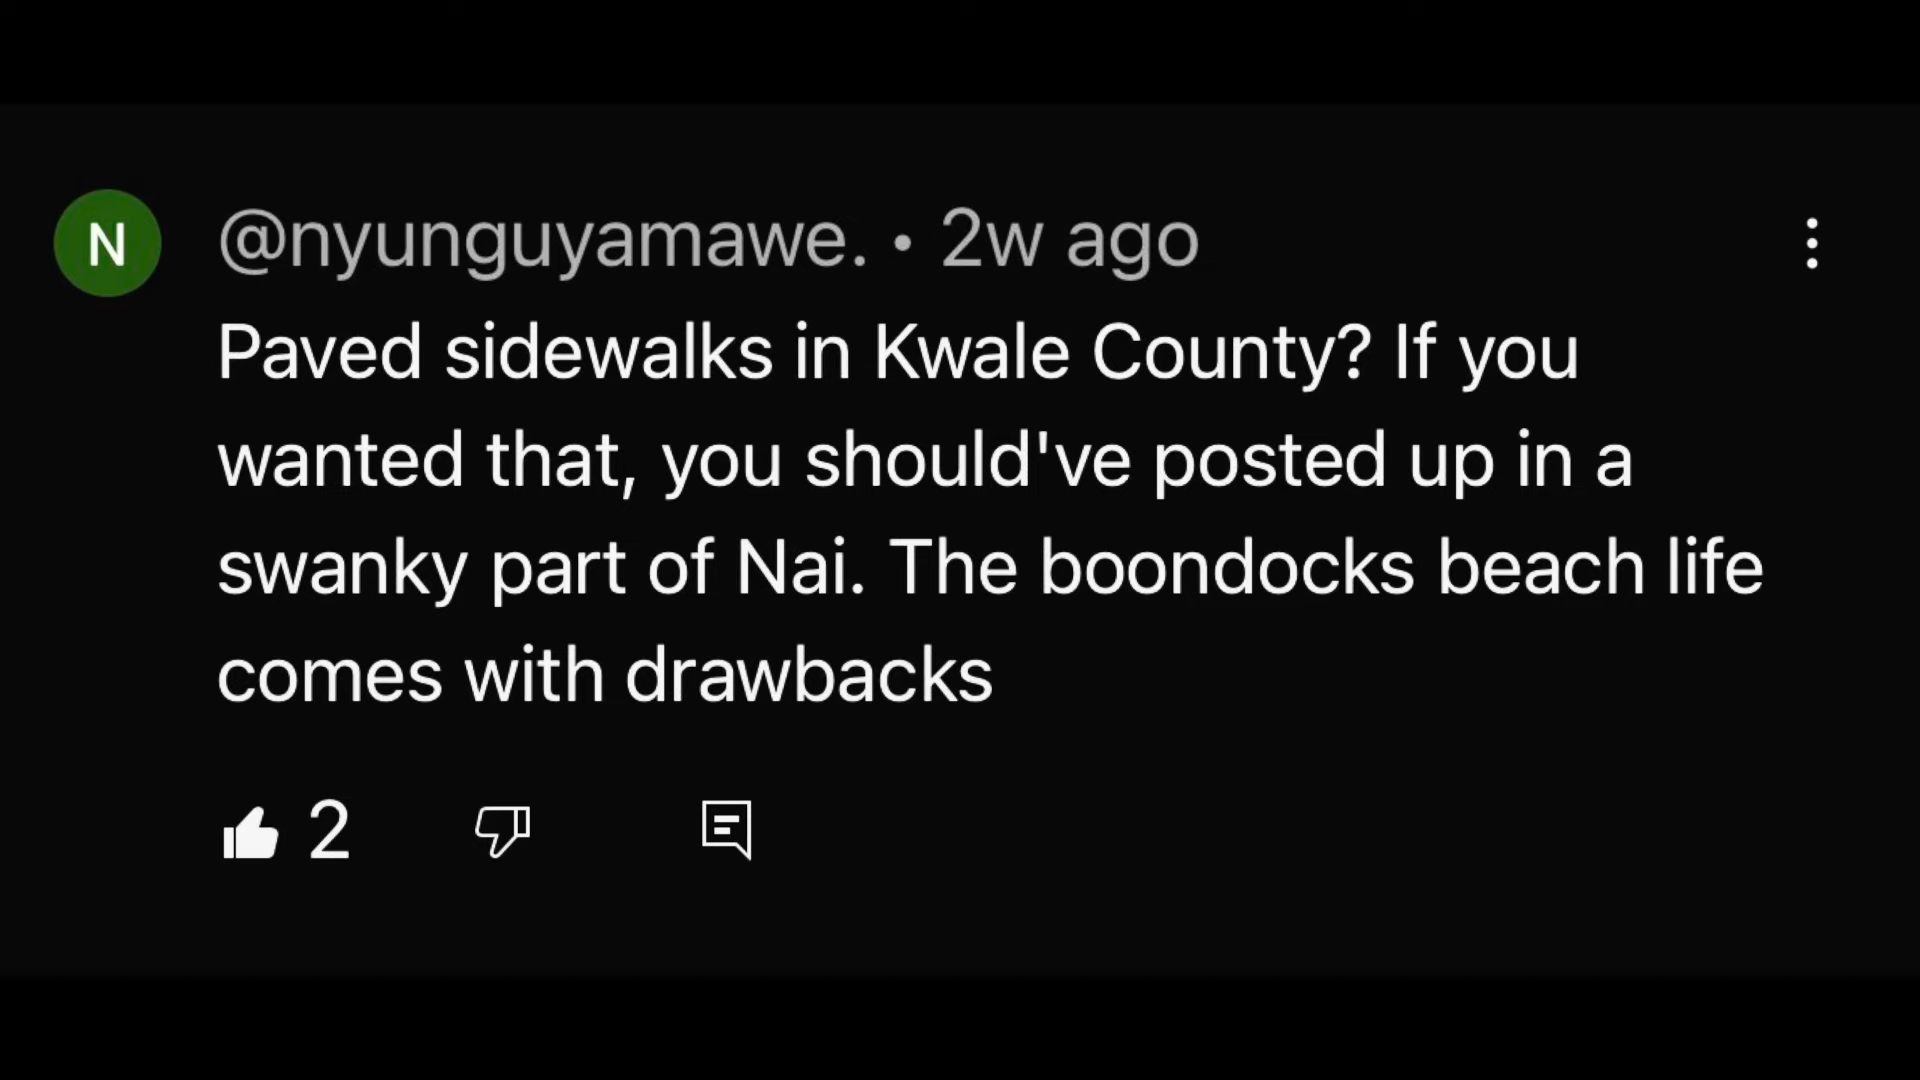 N
@nyunguyamawe. • 2w ago
Paved sidewalks in Kwale County? If you
wanted that, you should've posted up in a
swanky part of Nai. The boondocks beach life
comes with drawbacks
2